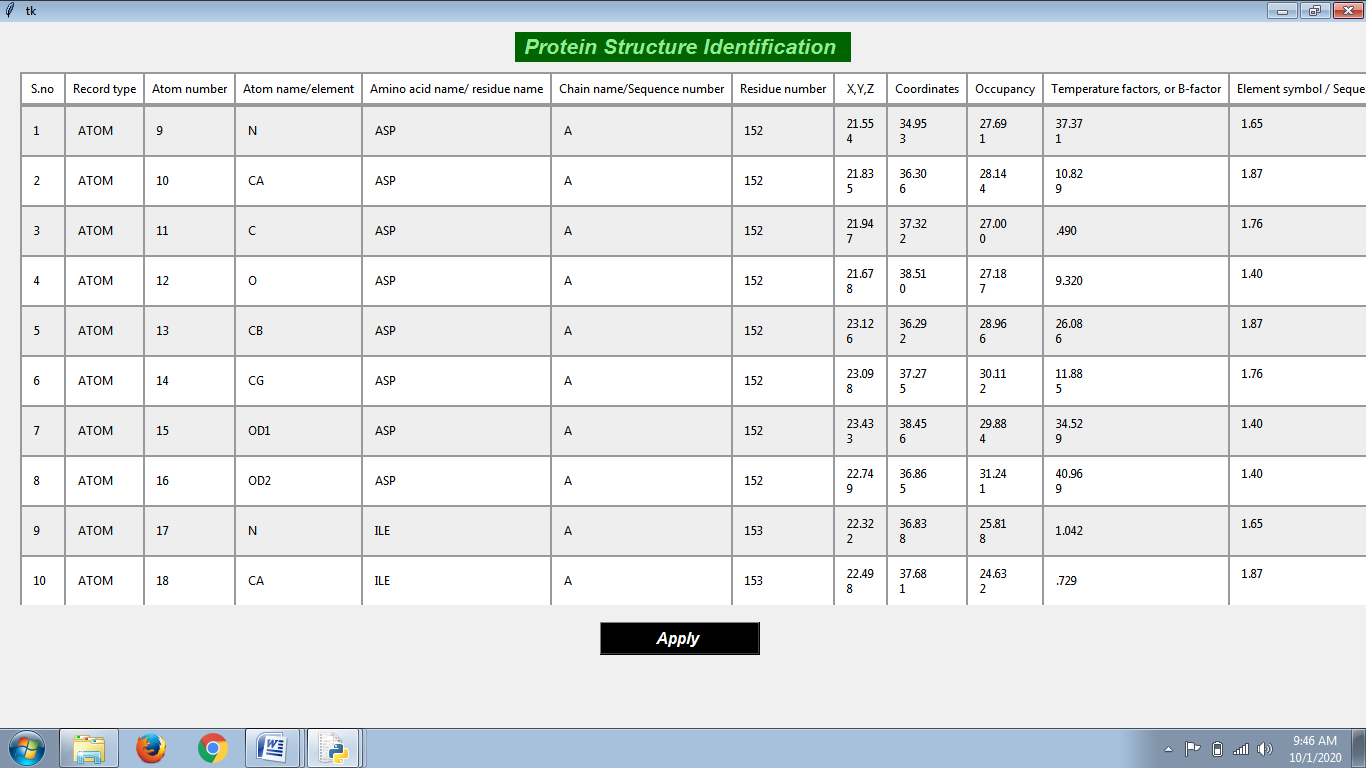 tk
Protein Structure Identification
S.no Record type Atom number Atom name/element Amino acid name/ residue name Chain name/Sequence number Residue number X,Y,Z Coordinates Occupancy Temperature factors, or B-factor Element symbol / Seque
1 ATOM 9 N ASP A 152 21.55 34.95 27.69 37.37 1.65
4 3 1 1
2 ATOM 10 CA ASP A 152 21.83 36.30 28.14 10.82 1.87
5 6 4 9
3 ATOM 11 C ASP A 152 21.94 37.32 27.00 .490 1.76
7 2 0
4 ATOM 12 O ASP A 152 21.67 38.51 27.18 9.320 1.40
8 0 7
5 ATOM 13 CB ASP A 152 23.12 36.29 28.96 26.08 1.87
6 2 6 6
6 ATOM 14 CG ASP A 152 23.09 37.27 30.11 11.88 1.76
8 5 2 5
7 ATOM 15 OD1 ASP A 152 23.43 38.45 29.88 34.52 1.40
3 6 4 9
8 ATOM 16 OD2 ASP A 152 22.74 36.86 31.24 40.96 1.40
9 5 1 9
9 ATOM 17 N ILE A 153 22.32 36.83 25.81 1.042 1.65
2 8 8
10 ATOM 18 CA ILE A 153 22.49 37.68 24.63 .729 1.87
8 1 2
Apply
9:46 AM
10/1/2020